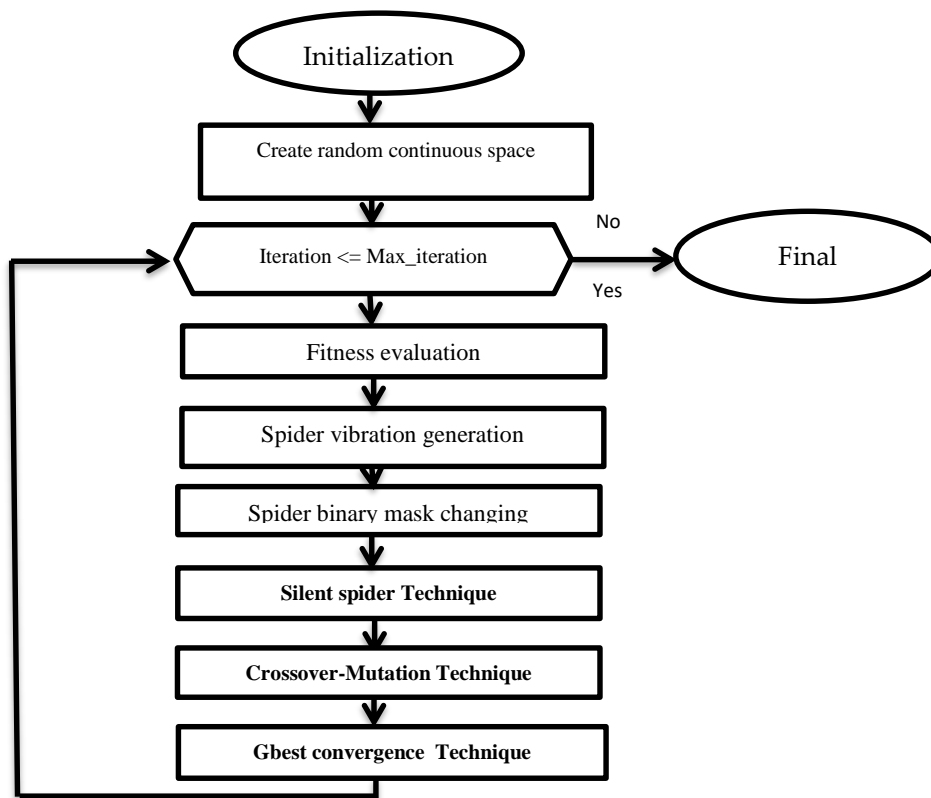 Initialization
Create random continuous space
No
Iteration <= Max_iteration
Final
Yes
Fitness evaluation
Spider vibration generation
Spider binary mask changing
Silent spider Technique
Crossover-Mutation Technique
Gbest convergence Technique